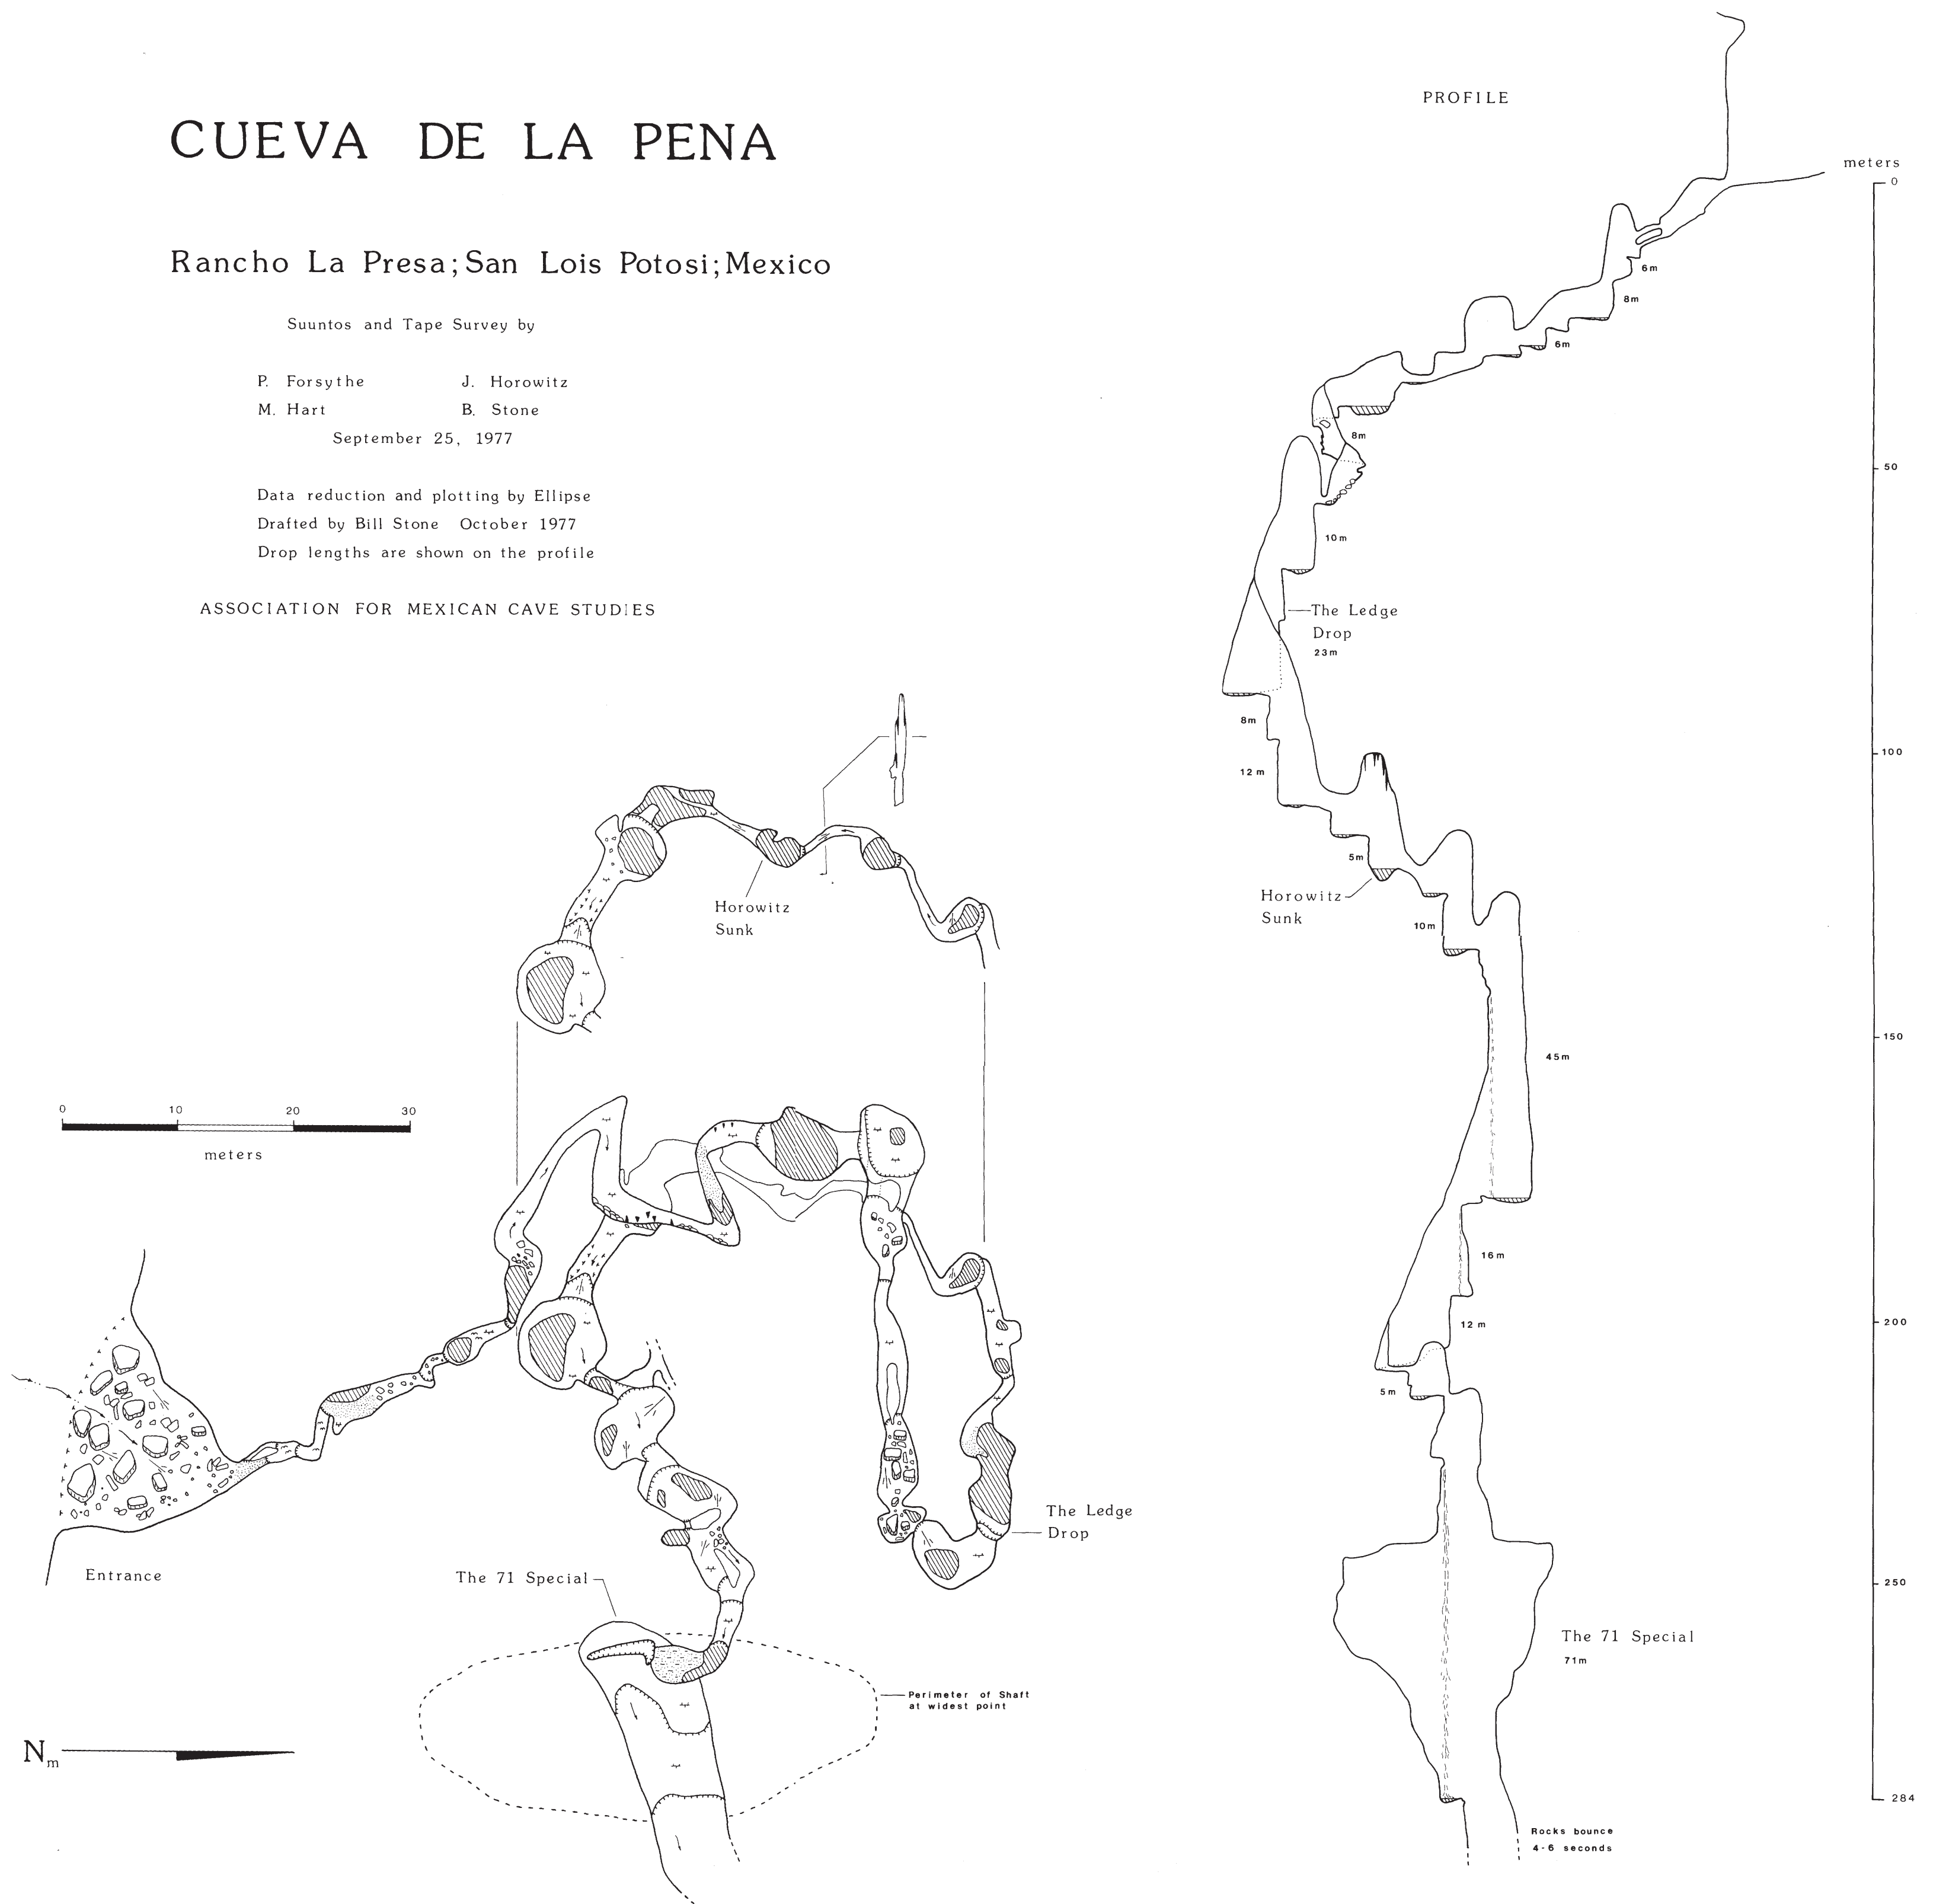 CUEVA DE LA PENA
Rancho La Presa; San Lois Potosi; Mexico
Suuntos and Tape Survey by
P. Forsythe J. Horowitz
M. Hart B. Stone
September 25, 1977
Data reduction and plotting by Ellipse
Drafted by Bill Stone October 1977
Drop lengths are shown on the profile
ASSOCIATION FOR MEXICAN CAVE STUDIES
Horowitz
Sunk
0 10 20 30
meters
The Ledge
Drop
Entrance
The 71 Special
Perimeter of Shaft
at widest point
Nm
PROFILE
meters
0
6m
8m
6m
8m
50
10m
The Ledge
Drop
23m
8m
100
12m
5m
Horowitz
Sunk
10m
150
45m
16m
200
12m
5m
250
The 71 Special
71m
284
Rocks bounce
4-6 seconds